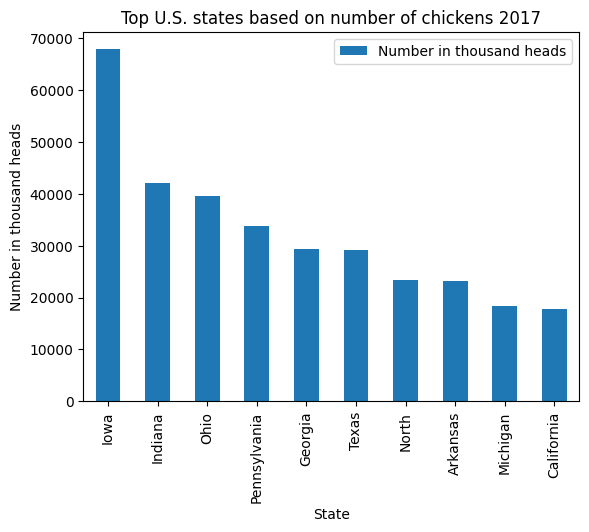 Top U.S. states based on number of chickens 2017
Number in thousand heads
Number in thousand heads
70000
60000
50000
40000
30000
20000
10000
0
Iowa
Indiana
Ohio
Pennsylvania
Georgia
Texas
North
Arkansas
Michigan
California
State